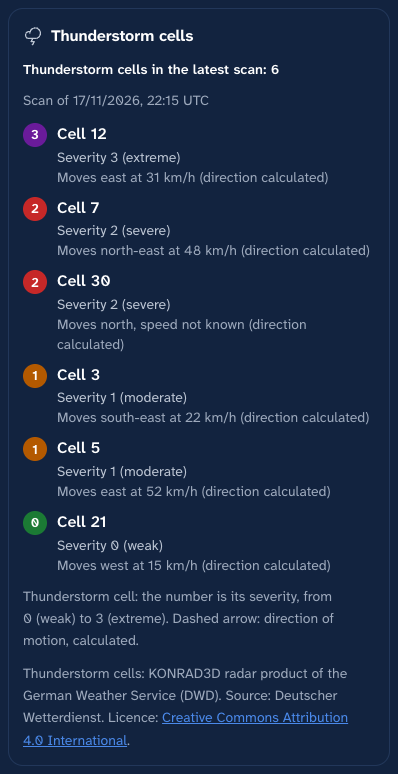 Thunderstorm cells
Thunderstorm cells in the latest scan: 6
Scan of 17/11/2026, 22:15 UTC
3 Cell 12
Severity 3 (extreme)
Moves east at 31 km/h (direction calculated)
2 Cell 7
Severity 2 (severe)
Moves north-east at 48 km/h (direction calculated)
2 Cell 30
Severity 2 (severe)
Moves north, speed not known (direction
calculated)
1 Cell 3
Severity 1 (moderate)
Moves south-east at 22 km/h (direction calculated)
1 Cell 5
Severity 1 (moderate)
Moves east at 52 km/h (direction calculated)
0 Cell 21
Severity 0 (weak)
Moves west at 15 km/h (direction calculated)
Thunderstorm cell: the number is its severity, from
0 (weak) to 3 (extreme). Dashed arrow: direction of
motion, calculated.
Thunderstorm cells: KONRAD3D radar product of the
German Weather Service (DWD). Source: Deutscher
Wetterdienst. Licence: Creative Commons Attribution
4.0 International.